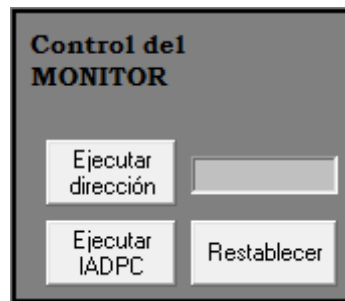 Control del
MONITOR
Ejecutar
dirección
Ejecutar
IADPC
Restablecer